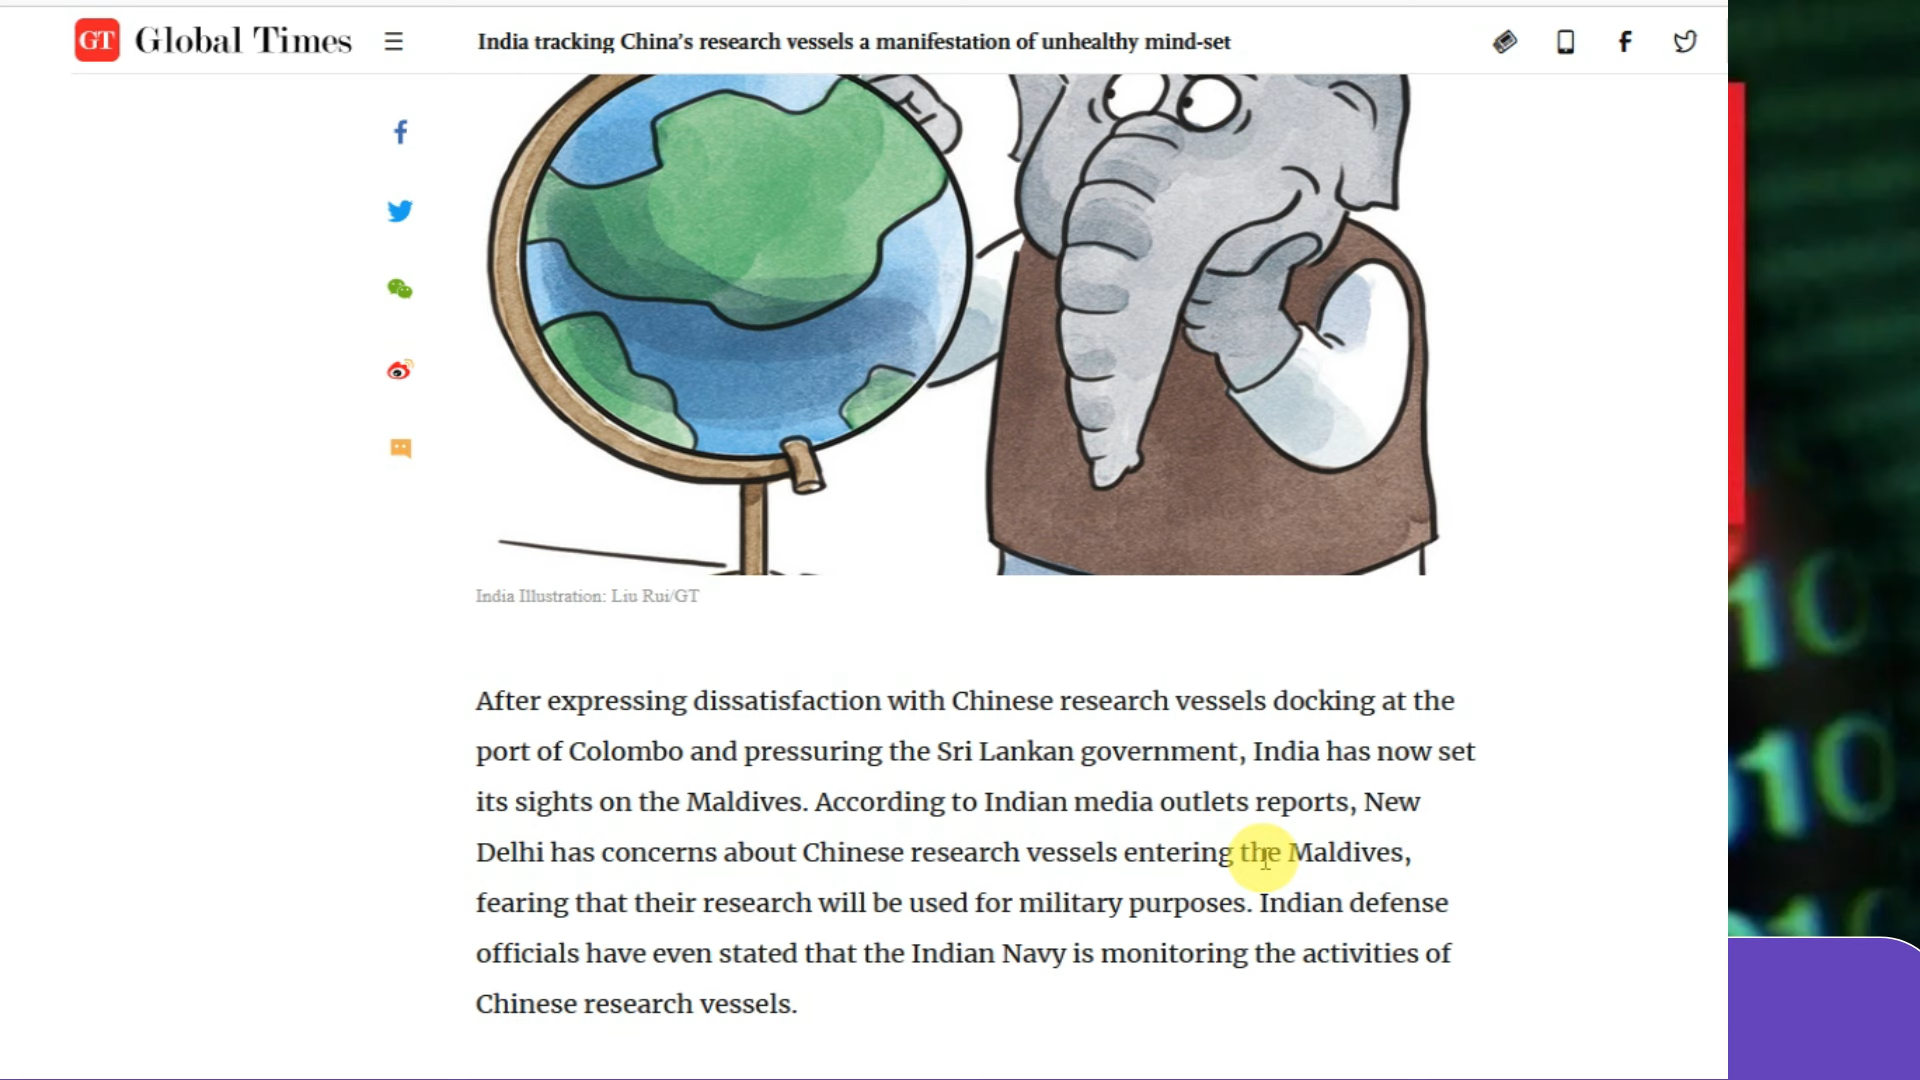 GT Global Times
India tracking China's research vessels a manifestation of unhealthy mind-set
India Illustration: Liu Rui/GT
After expressing dissatisfaction with Chinese research vessels docking at the
port of Colombo and pressuring the Sri Lankan government, India has now set
its sights on the Maldives. According to Indian media outlets reports, New
Delhi has concerns about Chinese research vessels entering the Maldives,
fearing that their research will be used for military purposes. Indian defense
officials have even stated that the Indian Navy is monitoring the activities of
Chinese research vessels.
10
10